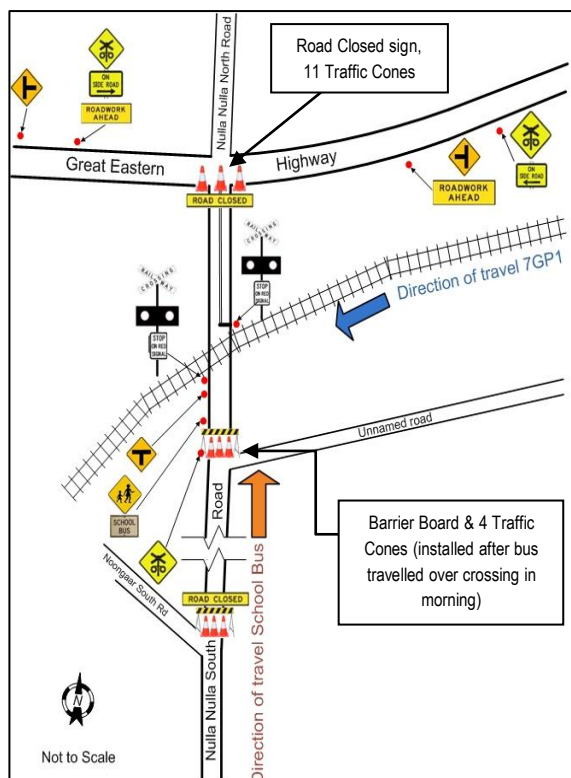 Road Closed sign,
11 Traffic Cones
Nulla Nulla North Road
ON
SIDE ROAD
ROADWORK
AHEAD
Great Eastern
Highway
ROAD CLOSED
ROADWORK
AHEAD
ON
SIDE ROAD
RAILWAY
CROSSING
STOP
ON RED
SIGNAL
RAILWAY
CROSSING
STOP
ON RED
SIGNAL
Direction of travel 7GP1
Unnamed road
SCHOOL
BUS
Road
Barrier Board & 4 Traffic
Cones (installed after bus
travelled over crossing in
morning)
Noongaar South Rd
ROAD CLOSED
Nulla Nulla South
Direction of travel School Bus
N
Not to Scale